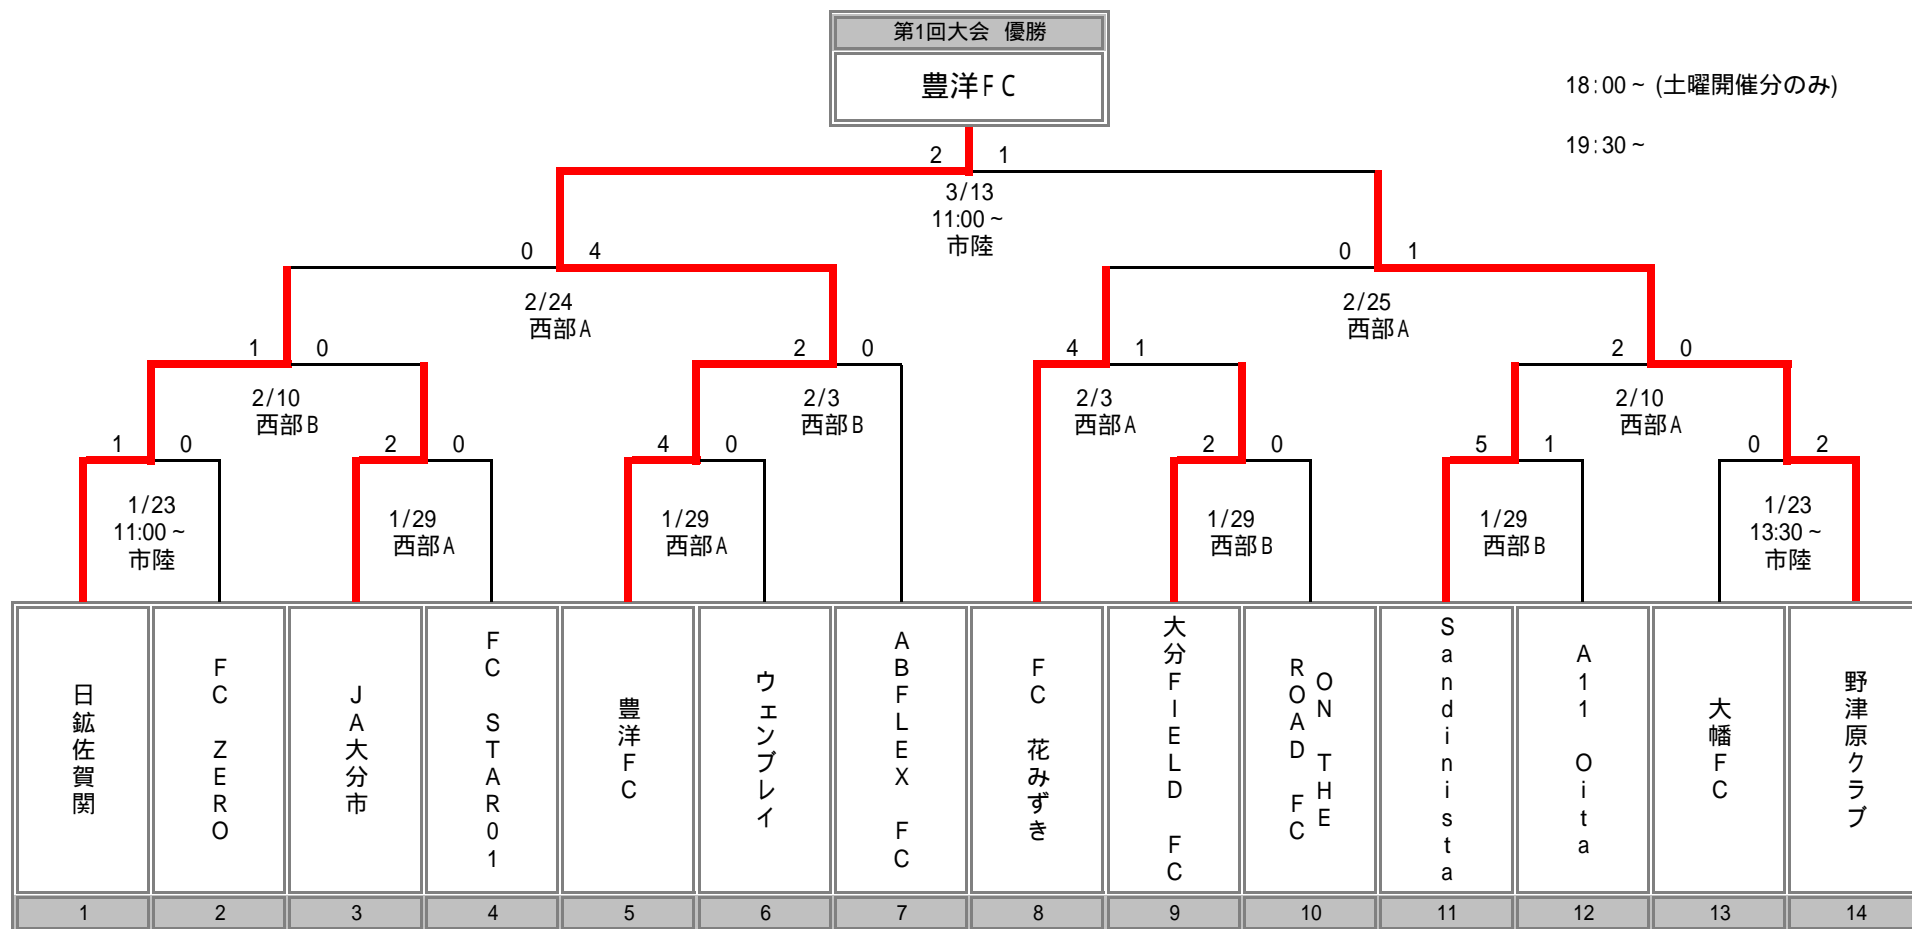 第1回大会 優勝
豊洋FC
18:00～ (土曜開催分のみ)
19:30～
2 1
3/13
11:00～
市陸
0 4
0 1
2/24
西部A
2/25
西部A
1 0
2 0
4 1
2 0
2/10
西部B
2/3
西部B
2/3
西部A
2/10
西部A
1 0
2 0
4 0
2 0
5 1
0 2
1/23
11:00～
市陸
1/29
西部A
1/29
西部A
1/29
西部B
1/29
西部B
1/23
13:30～
市陸
日鉱佐賀関
FC ZERO
JA大分市
FC STAR01
豊洋FC
ウェンブレイ
ABFLEX FC
FC 花みずき
大分FIELD FC
ON THE
ROAD FC
Sandinista
A11 Oita
大幡FC
野津原クラブ
1 2 3 4 5 6 7 8 9 10 11 12 13 14